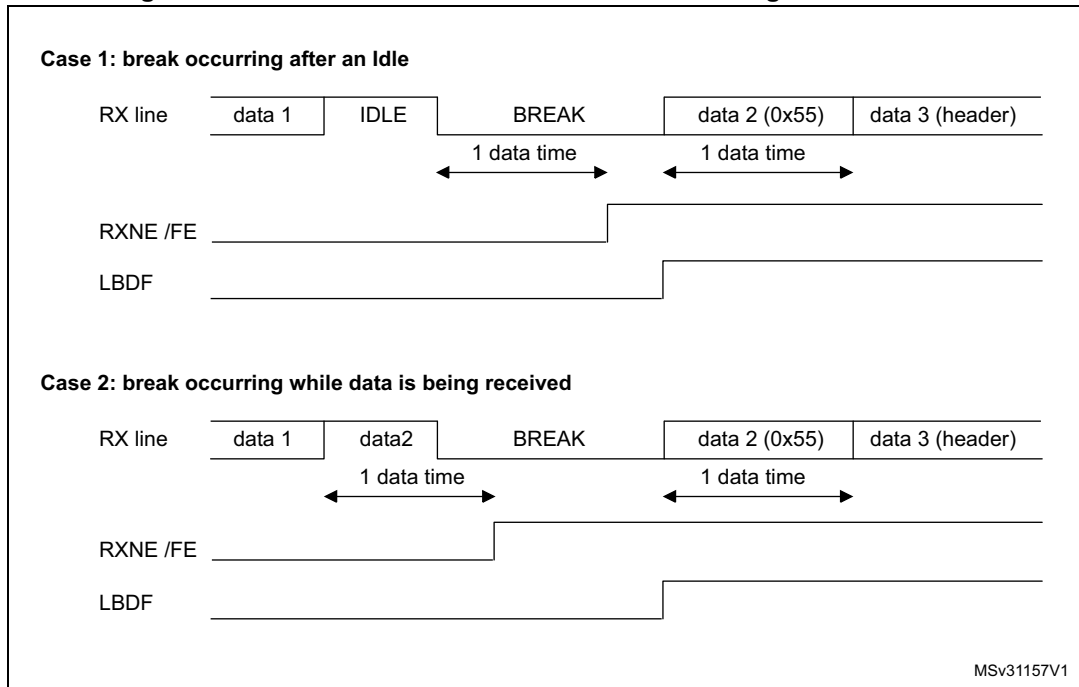 Case 1: break occurring after an Idle
RX line data 1 IDLE BREAK data 2 (0x55) data 3 (header)
1 data time 1 data time
RXNE /FE
LBDF
Case 2: break occurring while data is being received
RX line data 1 data2 BREAK data 2 (0x55) data 3 (header)
1 data time 1 data time
RXNE /FE
LBDF
MSv31157V1